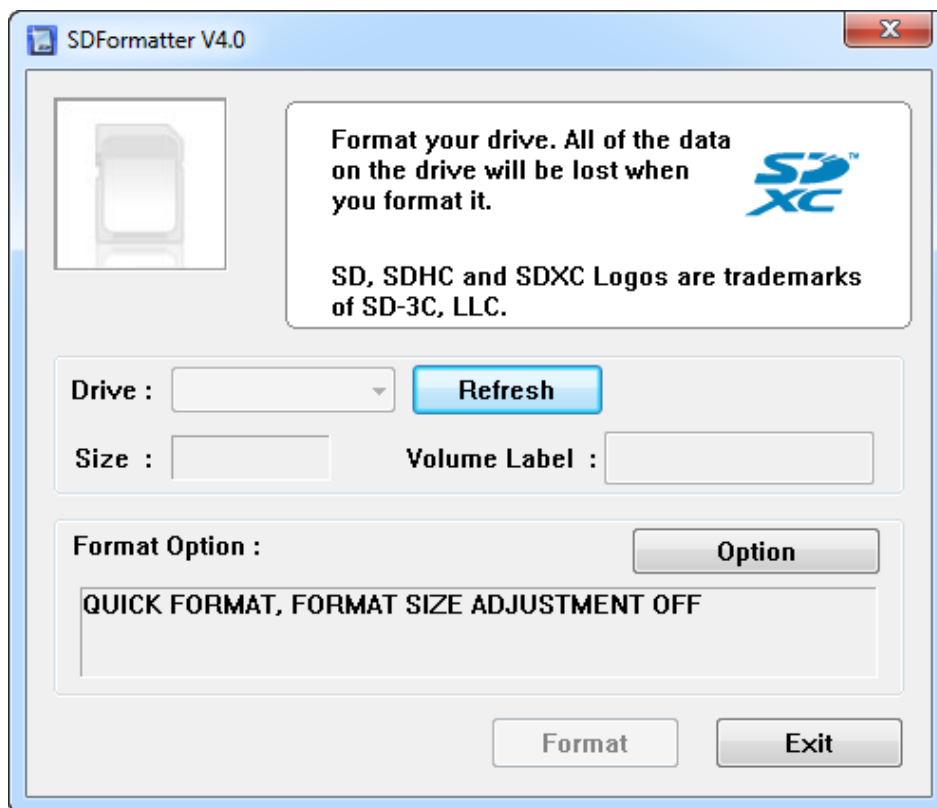 SDFormatter V4.0
Format your drive. All of the data
on the drive will be lost when
you format it.
SD XC™
SD, SDHC and SDXC Logos are trademarks
of SD-3C, LLC.
Drive :
Refresh
Size :
Volume Label :
Format Option :
Option
QUICK FORMAT, FORMAT SIZE ADJUSTMENT OFF
Format
Exit